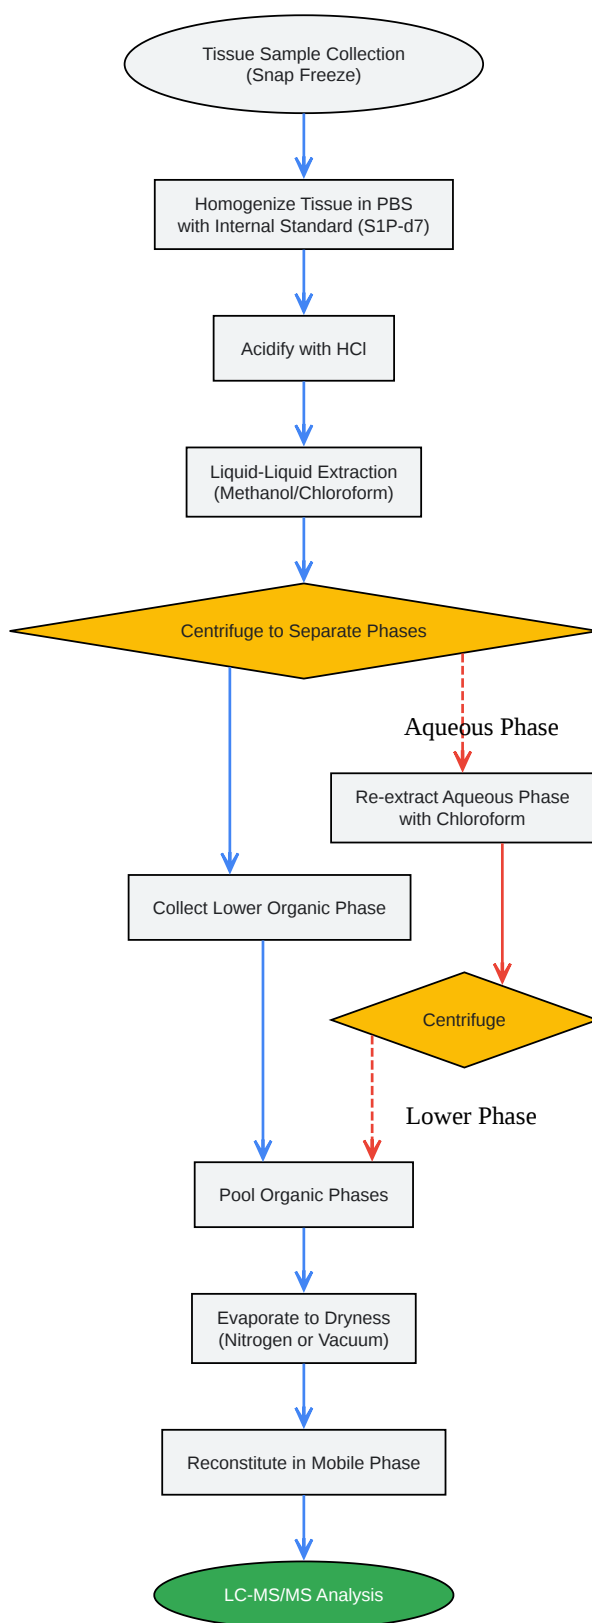 Tissue Sample Collection
(Snap Freeze)
Homogenize Tissue in PBS
with Internal Standard (S1P-d7)
Acidify with HCl
Liquid-Liquid Extraction
(Methanol/Chloroform)
Centrifuge to Separate Phases
Aqueous Phase
Re-extract Aqueous Phase
with Chloroform
Collect Lower Organic Phase
Centrifuge
Lower Phase
Pool Organic Phases
Evaporate to Dryness
(Nitrogen or Vacuum)
Reconstitute in Mobile Phase
LC-MS/MS Analysis